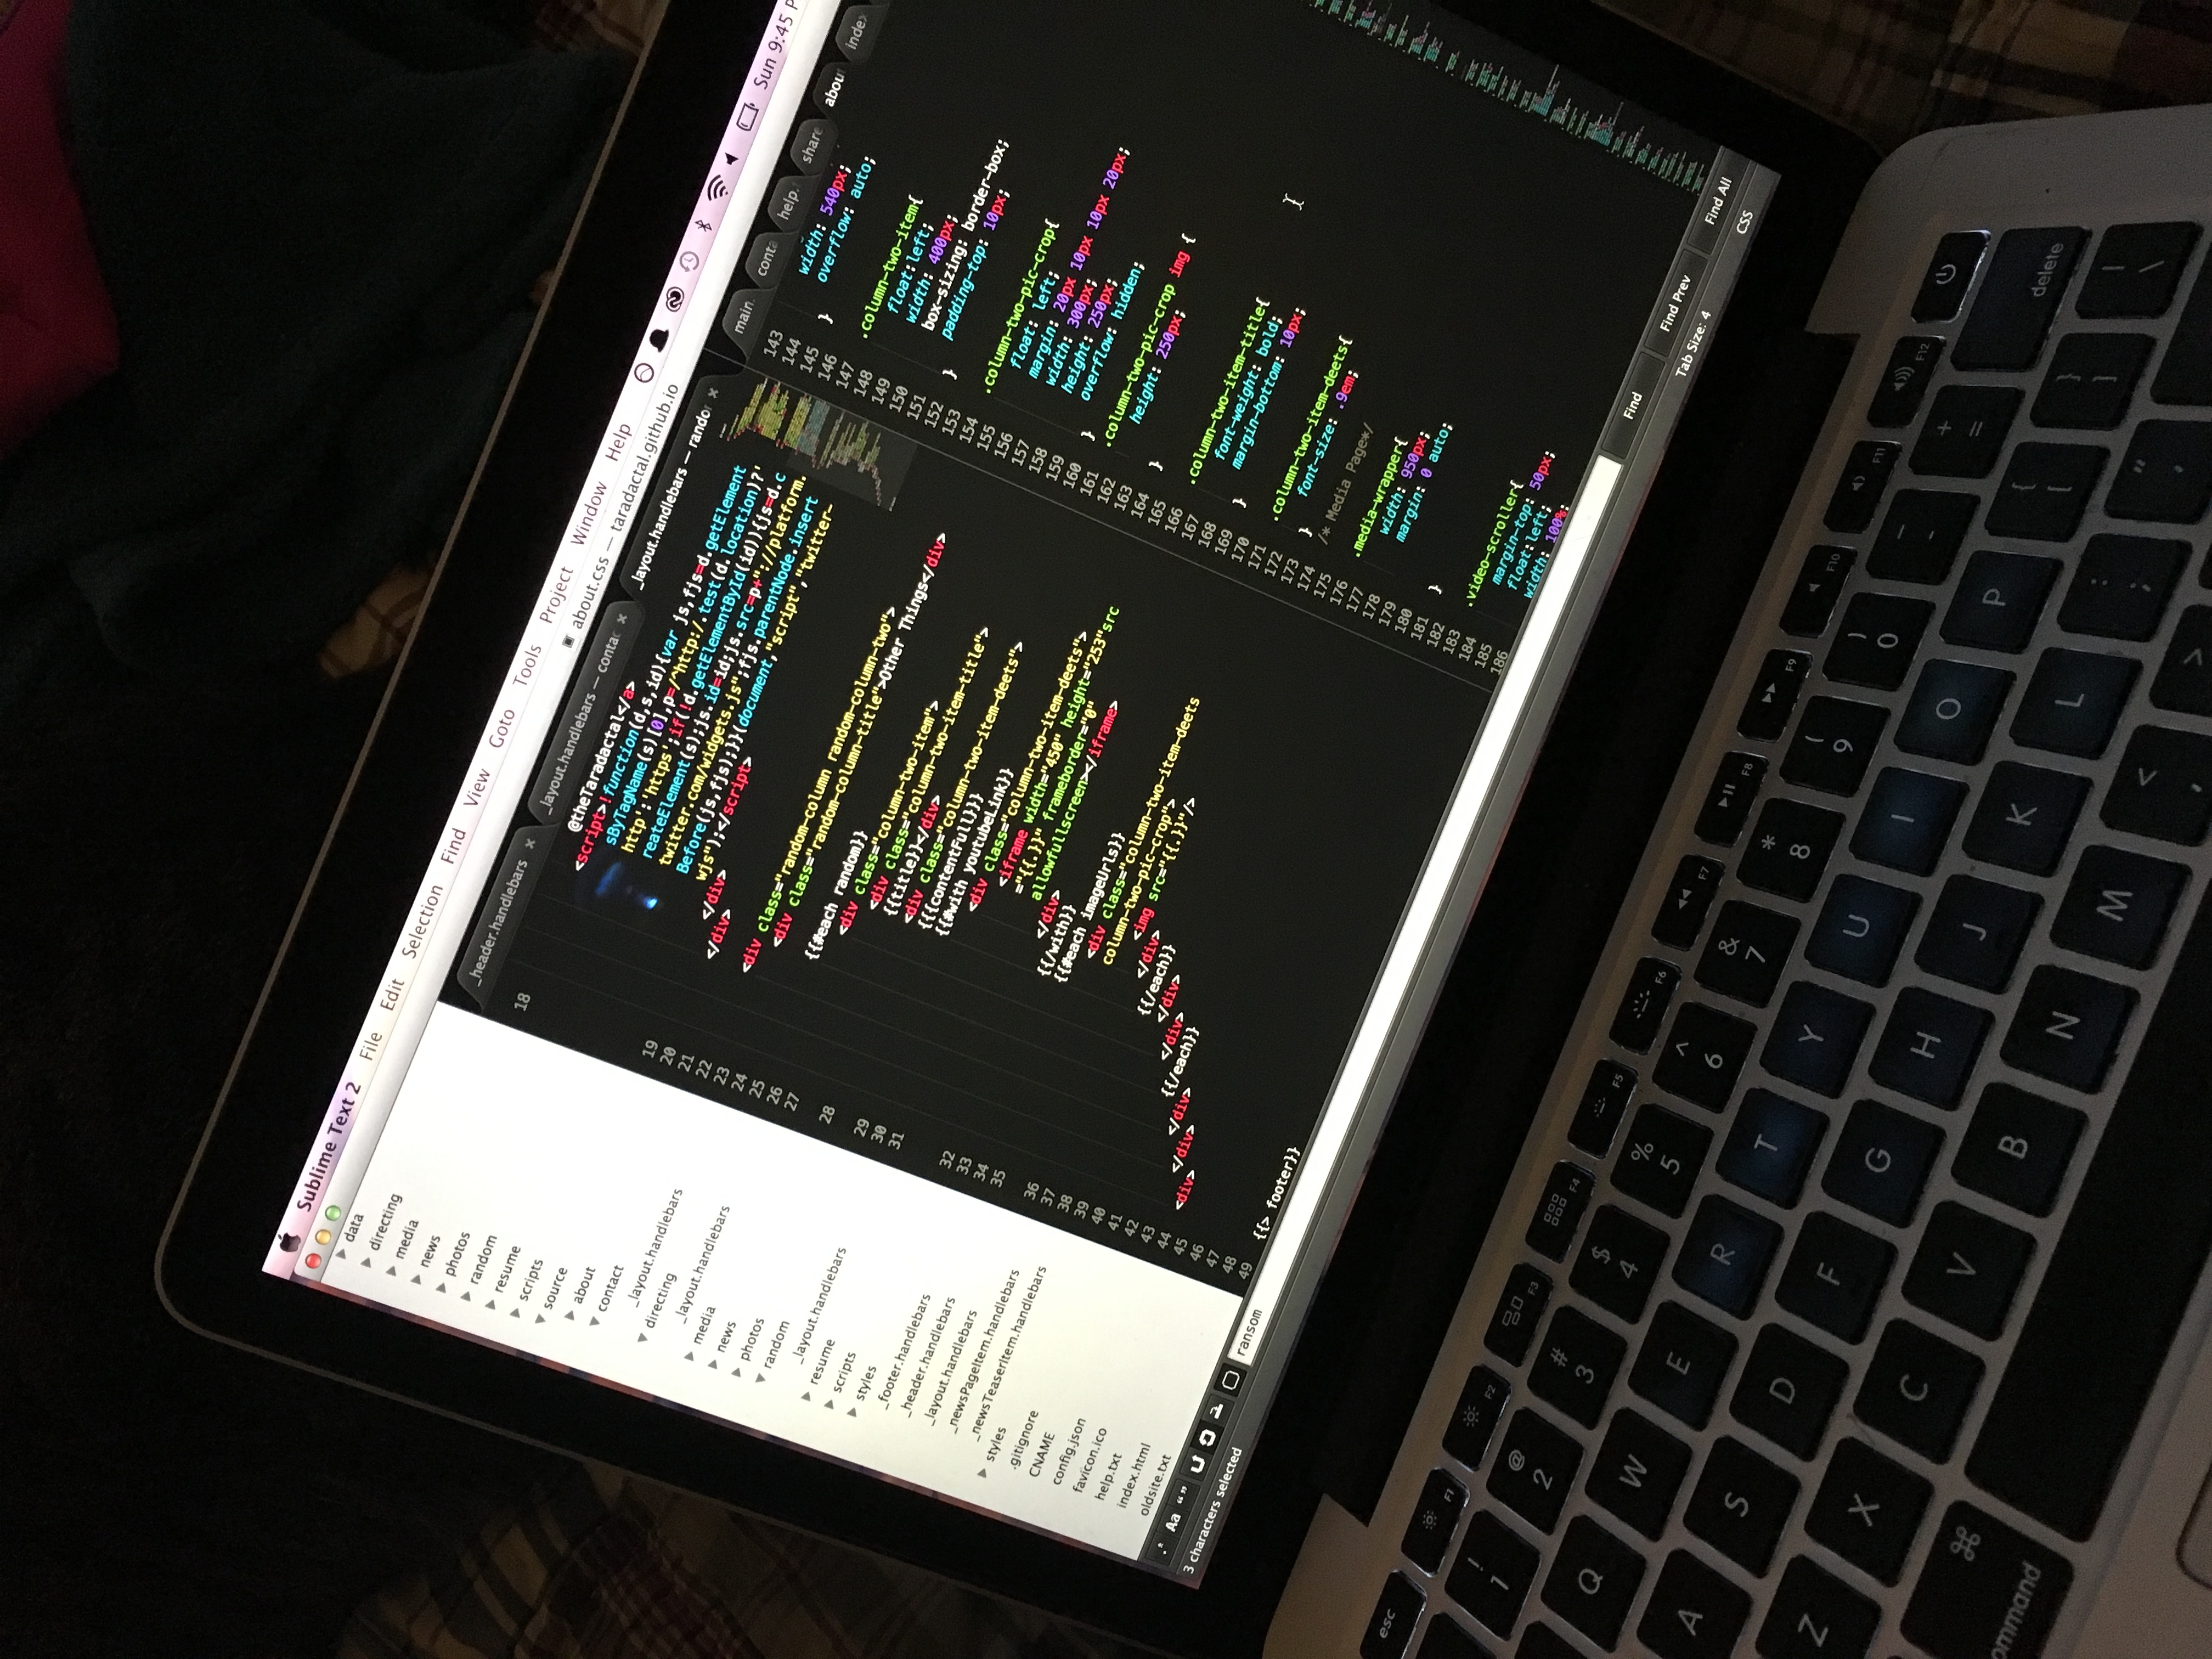 Sublime Text 2 File Edit Selection Find View Goto Tools Project Window Help Sun 9:45 P
about.css — taradactal.github.io
data
directing
media
news
photos
random
resume
scripts
source
about
contact
_layout.handlebars
directing
_layout.handlebars
media
news
photos
random
_layout.handlebars
resume
scripts
styles
_footer.handlebars
_header.handlebars
_layout.handlebars
_newsPageItem.handlebars
_newsTeaserItem.handlebars
styles
.gitignore
CNAME
config.json
favicon.ico
help.txt
index.html
oldsite.txt
_header.handlebars ×
_layout.handlebars — contac ×
_layout.handlebars — rando ×
18
19
20
21
22
23
24
25
26
27
28
29
30
31
32
33
34
35
36
37
38
39
40
41
42
43
44
45
46
47
48
49
@theTaradactal</a>
<script>!function(d,s,id){var js,fjs=d.getElement
sByTagName(s)[0],p=/^http:/.test(d.location)?'
http':'https';if(!d.getElementById(id)){js=d.c
reateElement(s);js.id=id;js.src=p+"://platform.
twitter.com/widgets.js";fjs.parentNode.insert
Before(js,fjs);}}(document,"script","twitter-
wjs");</script>
</div>
</div>
<div class="random-column random-column-two">
<div class="random-column-title">Other Things</div>
{{#each random}}
<div class="column-two-item">
<div class="column-two-item-title">
{{title}}</div>
<div class="column-two-item-deets">
{{{contentFull}}}
{{#with youtubeLink}}
<div class="column-two-item-deets">
<iframe width="450" height="253"src
="{{.}}" frameborder="0"
allowfullscreen></iframe>
</div>
{{/with}}
{{#each imageUrls}}
<div class="column-two-item-deets
column-two-pic-crop">
<img src="{{.}}"/>
</div>
{{/each}}
</div>
</div>
{{/each}}
</div>
</div>
<div>
{{> footer}}
main.
conta
help.
share
abou
index
143
144
145
146
147
148
149
150
151
152
153
154
155
156
157
158
159
160
161
162
163
164
165
166
167
168
169
170
171
172
173
174
175
176
177
178
179
180
181
182
183
184
185
186
width: 540px;
overflow: auto;
}
.column-two-item{
float:left;
width: 400px;
box-sizing: border-box;
padding-top: 10px;
}
.column-two-pic-crop{
float: left;
margin: 20px 10px 10px 20px;
width: 300px;
height: 250px;
overflow: hidden;
}
.column-two-pic-crop img {
height: 250px;
}
.column-two-item-title{
font-weight: bold;
margin-bottom: 10px;
}
.column-two-item-deets{
font-size: .9em;
}
/* Media Page*/
.media-wrapper{
width: 950px;
margin: 0 auto;
}
.video-scroller{
margin-top: 50px;
float:left;
width: 100%;
.* Aa “ ” ransom Find Find Prev Find All
3 characters selected Tab Size: 4 CSS
esc F1 F2 F3 F4 F5 F6 F7 F8 F9 F10 F11 F12
! 1 @ 2 # 3 $ 4 % 5 ^ 6 & 7 * 8 ( 9 ) 0 _ - + = delete
Q W E R T Y U I O P { [ } ] | \
A S D F G H J K L : ; " '
Z X C V B N M < , >
⌘ ommand